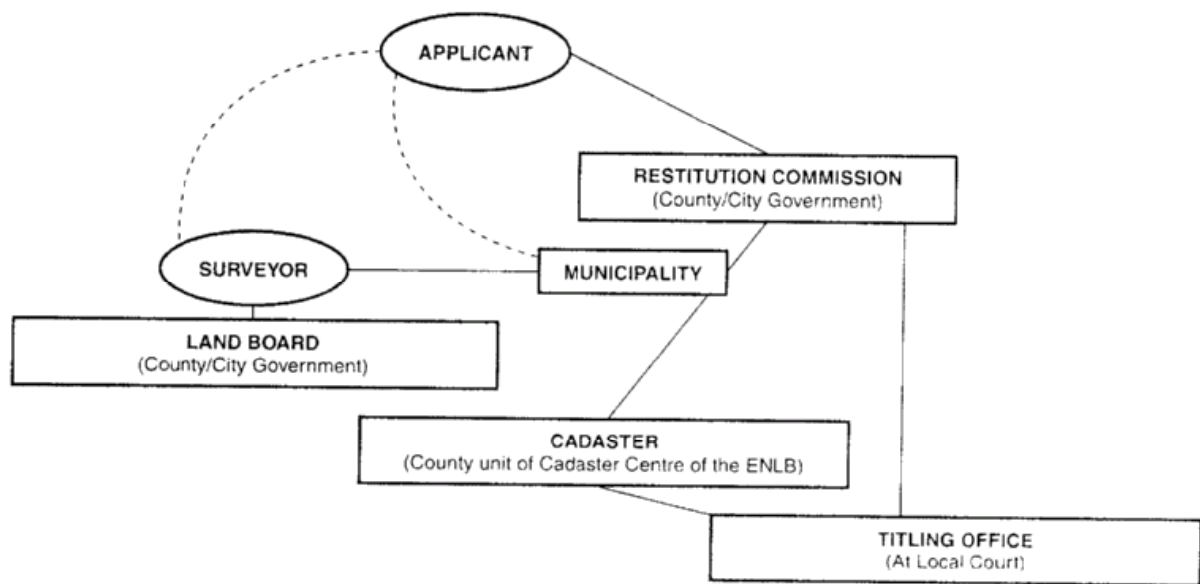 APPLICANT
RESTITUTION COMMISSION
(County/City Government)
SURVEYOR
MUNICIPALITY
LAND BOARD
(County/City Government)
CADASTER
(County unit of Cadaster Centre of the ENLB)
TITLING OFFICE
(At Local Court)